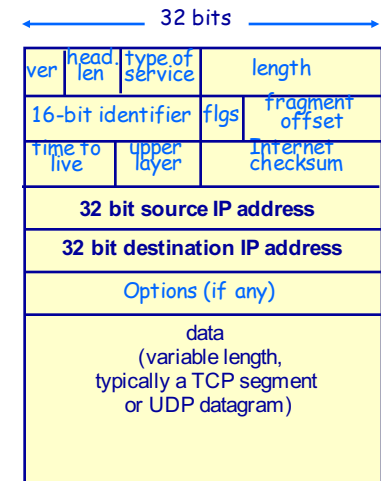 32 bits
ver head. len type of service length
16-bit identifier flgs fragment offset
time to live upper layer Internet checksum
32 bit source IP address
32 bit destination IP address
Options (if any)
data
(variable length,
typically a TCP segment
or UDP datagram)